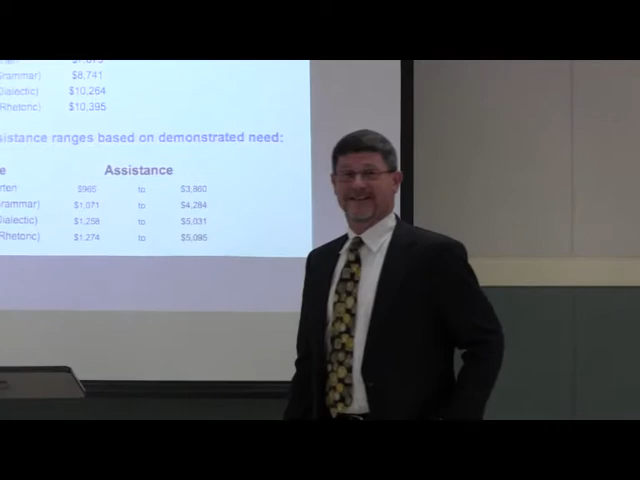 $8,741
Grammar)
$10,264
Dialectic)
$10,395
Rhetoric)
sistance ranges based on demonstrated need:
e Assistance
rten $965 to $3,860
Grammar) $1,071 to $4,284
Dialectic) $1,258 to $5,031
Rhetoric) $1,274 to $5,095